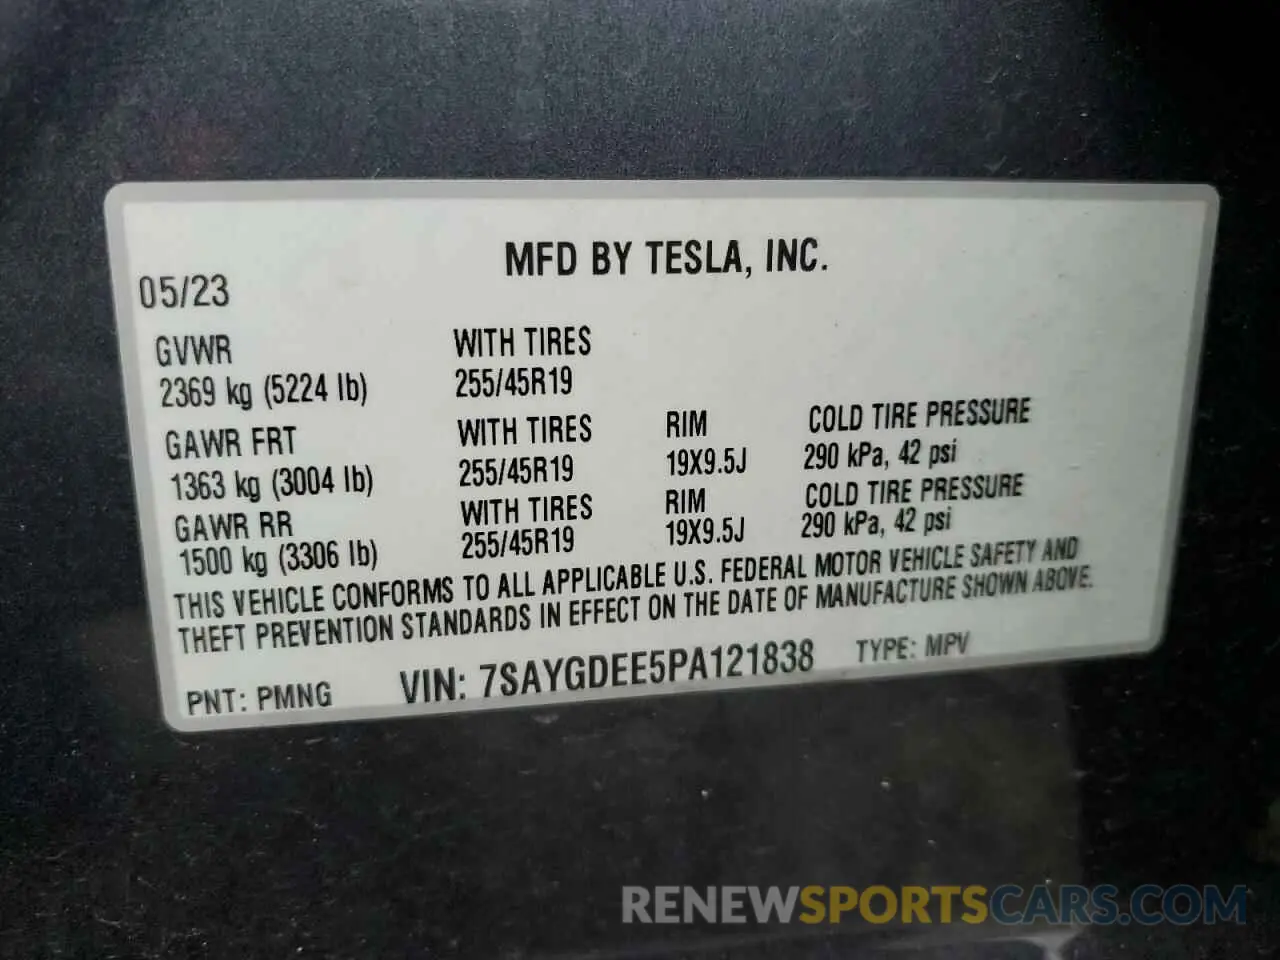 MFD BY TESLA, INC.
05/23
GVWR WITH TIRES
2369 kg (5224 lb) 255/45R19
GAWR FRT WITH TIRES RIM COLD TIRE PRESSURE
1363 kg (3004 lb) 255/45R19 19X9.5J 290 kPa, 42 psi
GAWR RR WITH TIRES RIM COLD TIRE PRESSURE
1500 kg (3306 lb) 255/45R19 19X9.5J 290 kPa, 42 psi
THIS VEHICLE CONFORMS TO ALL APPLICABLE U.S. FEDERAL MOTOR VEHICLE SAFETY AND
THEFT PREVENTION STANDARDS IN EFFECT ON THE DATE OF MANUFACTURE SHOWN ABOVE.
PNT: PMNG VIN: 7SAYGDEE5PA121838 TYPE: MPV
RENEWSPORTSCARS.COM